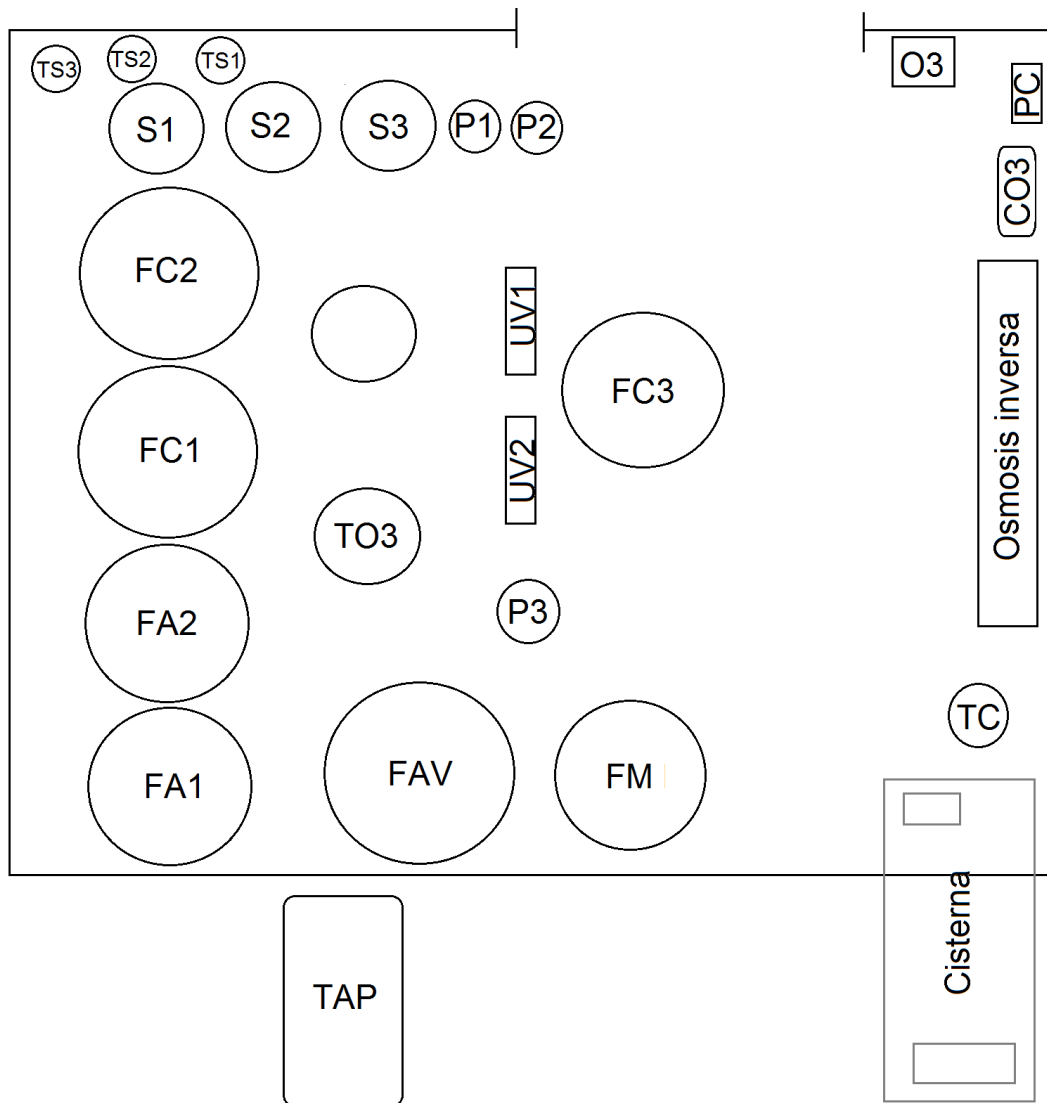 TS3
TS2
TS1
O3
PC
S1
S2
S3
P1
P2
CO3
FC2
UV1
FC3
Osmosis inversa
FC1
UV2
TO3
FA2
P3
TC
FA1
FAV
FM
Cisterna
TAP